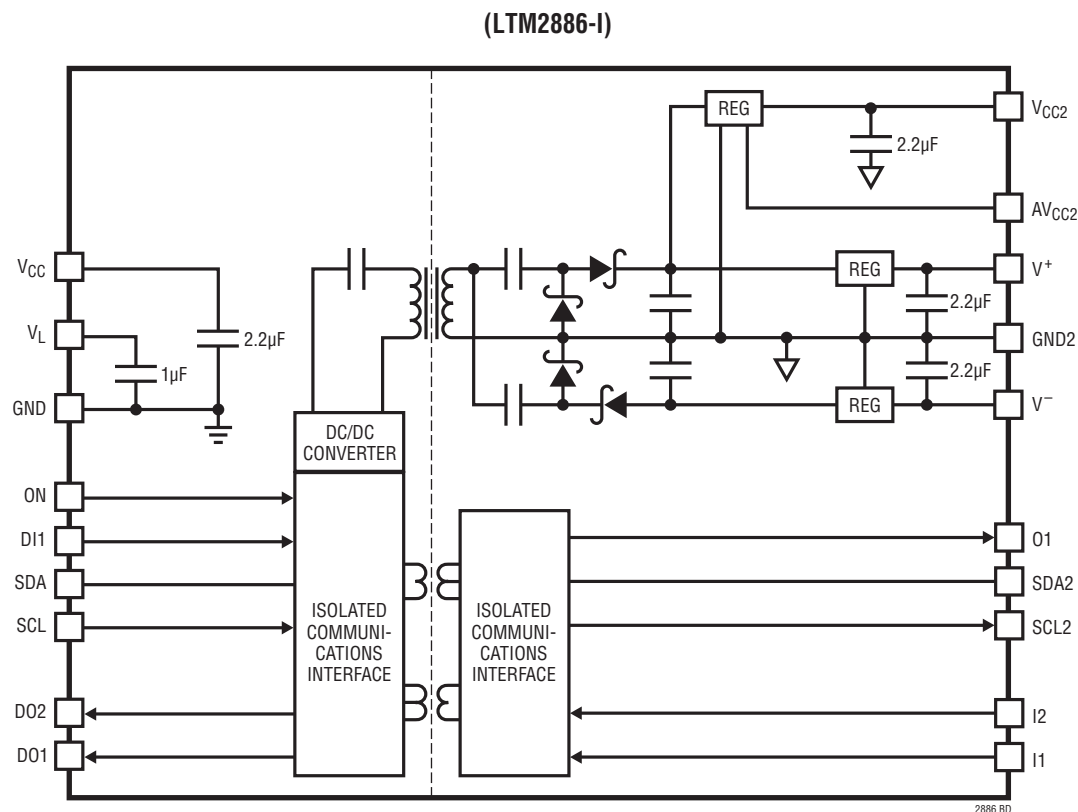 (LTM2886-I)
REG
VCC2
2.2µF
AVCC2
VCC
REG
V+
2.2µF
VL
2.2µF
GND2
1µF
2.2µF
GND
REG
V−
DC/DC
CONVERTER
ON
DI1
O1
SDA
SDA2
SCL
SCL2
ISOLATED
COMMUNI-
CATIONS
INTERFACE
ISOLATED
COMMUNI-
CATIONS
INTERFACE
DO2
I2
DO1
I1
2886 BD